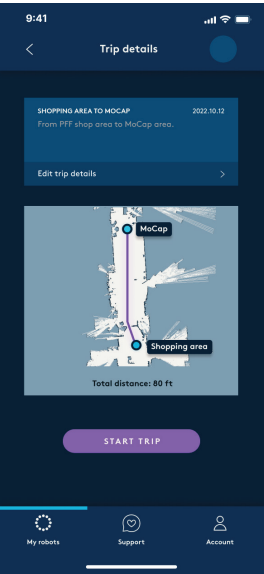 9:41
Trip details
SHOPPING AREA TO MOCAP 2022.10.12
From PFF shop area to MoCap area.
Edit trip details
MoCap
Shopping area
Total distance: 80 ft
START TRIP
My robots Support Account